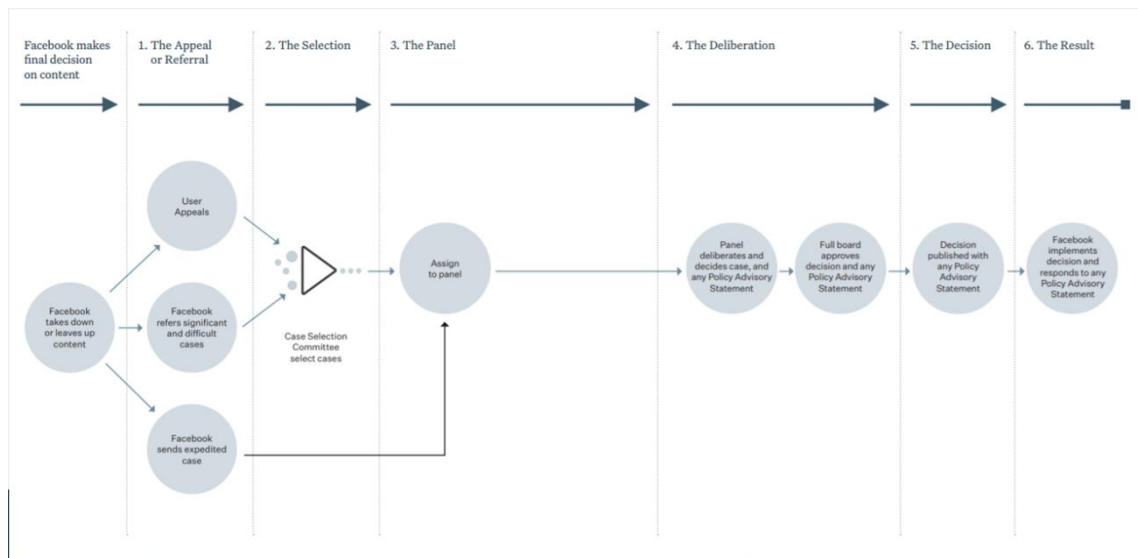 Facebook makes
final decision
on content
1. The Appeal
or Referral
2. The Selection
3. The Panel
4. The Deliberation
5. The Decision
6. The Result
Facebook
takes down
or leaves up
content
User
Appeals
Facebook
refers significant
and difficult
cases
Facebook
sends expedited
case
Case Selection
Committee
select cases
Assign
to panel
Panel
deliberates and
decides case, and
any Policy Advisory
Statement
Full board
approves
decision and any
Policy Advisory
Statement
Decision
published with
any Policy
Advisory
Statement
Facebook
implements
decision and
responds to any
Policy Advisory
Statement